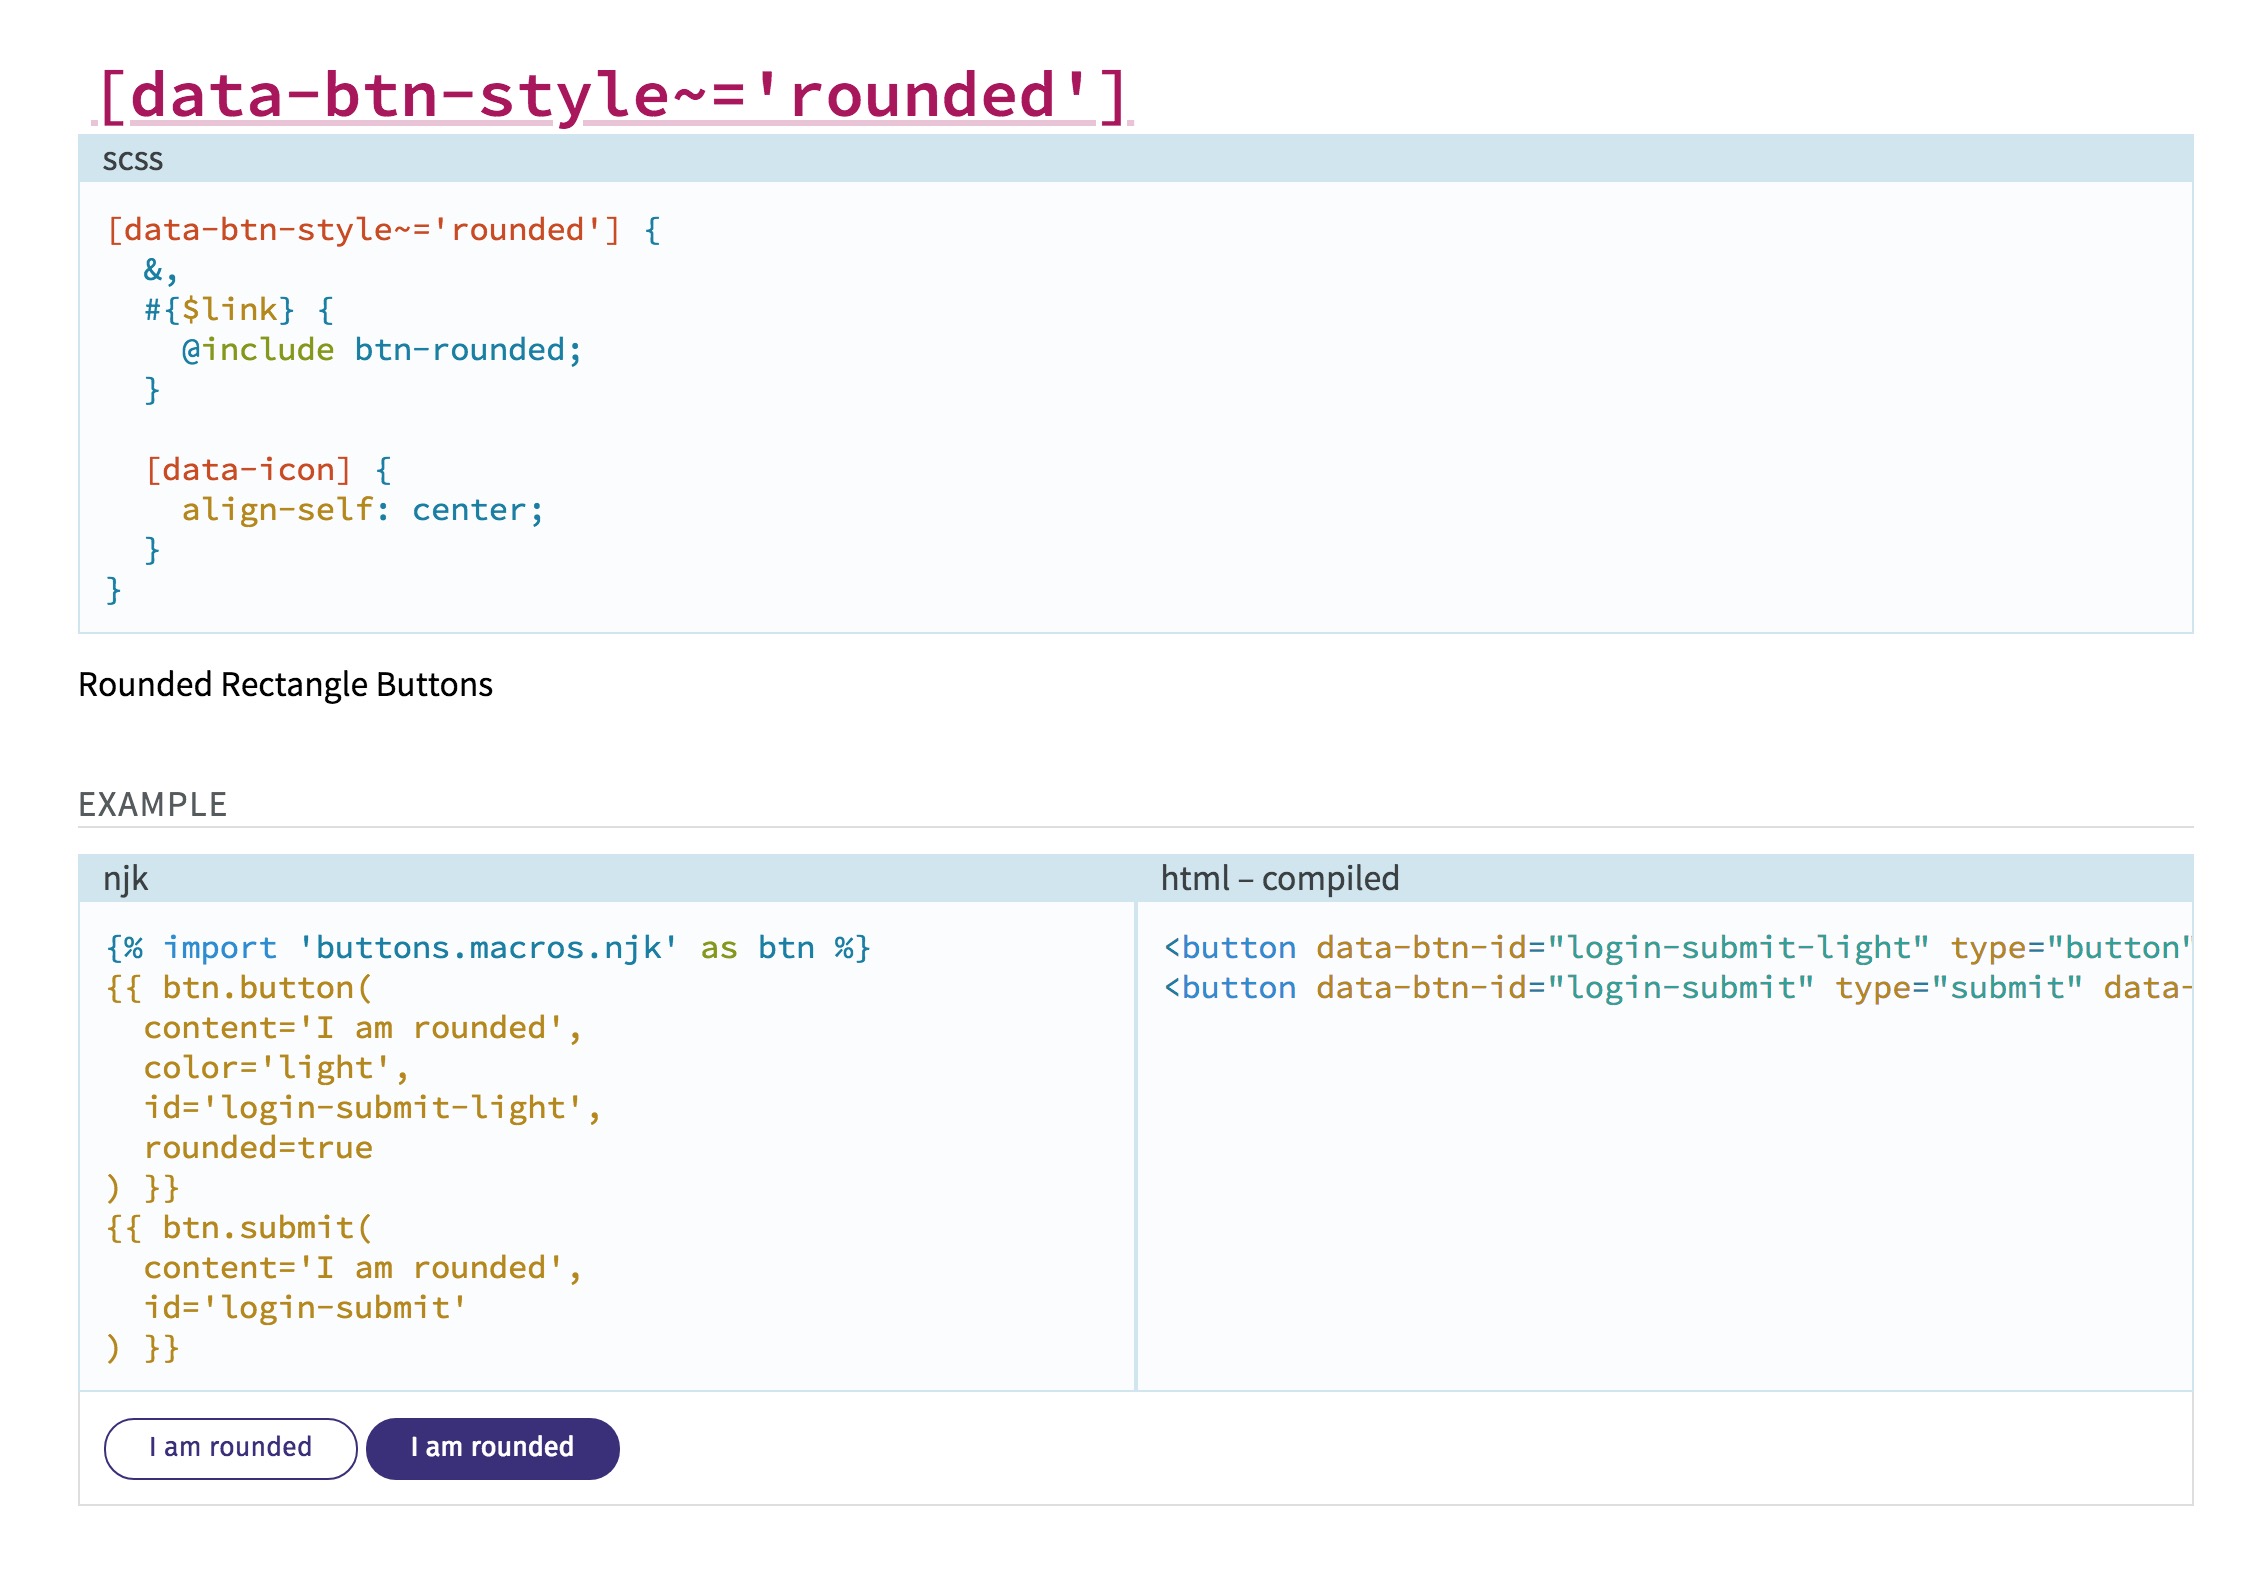 [data-btn-style~='rounded']
scss
[data-btn-style~='rounded'] {
  &,
  #{$link} {
    @include btn-rounded;
  }

  [data-icon] {
    align-self: center;
  }
}
Rounded Rectangle Buttons
EXAMPLE
njk
{% import 'buttons.macros.njk' as btn %}
{{ btn.button(
  content='I am rounded',
  color='light',
  id='login-submit-light',
  rounded=true
) }}
{{ btn.submit(
  content='I am rounded',
  id='login-submit'
) }}
html – compiled
<button data-btn-id="login-submit-light" type="button"
<button data-btn-id="login-submit" type="submit" data-
I am rounded
I am rounded